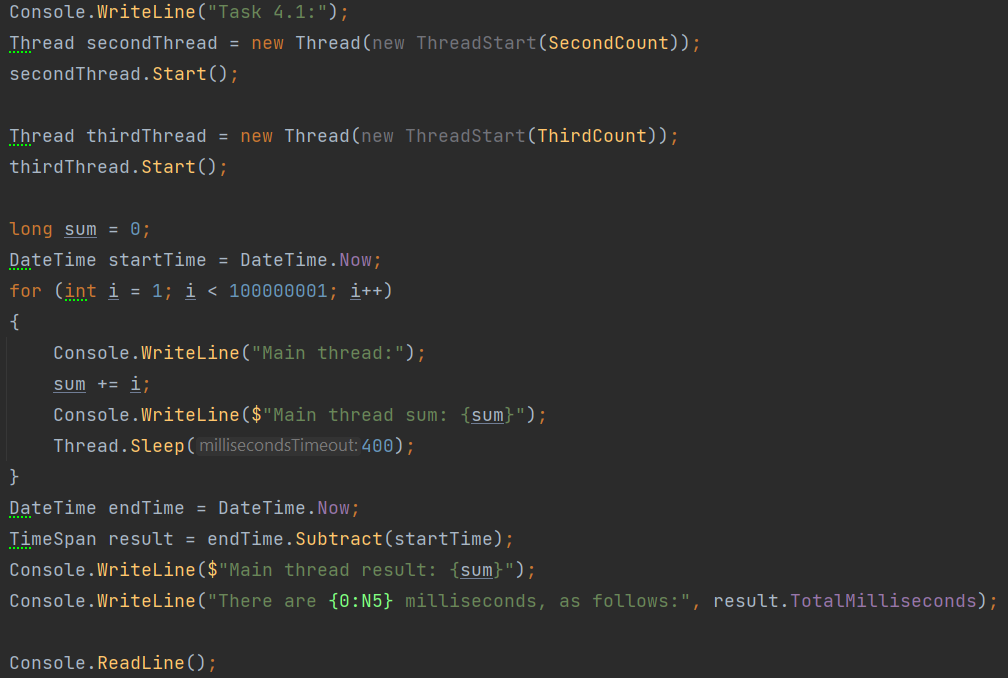 Console.WriteLine("Task 4.1:");
Thread secondThread = new Thread(new ThreadStart(SecondCount));
secondThread.Start();
Thread thirdThread = new Thread(new ThreadStart(ThirdCount));
thirdThread.Start();
long sum = 0;
DateTime startTime = DateTime.Now;
for (int i = 1; i < 100000001; i++)
{
    Console.WriteLine("Main thread:");
    sum += i;
    Console.WriteLine($"Main thread sum: {sum}");
    Thread.Sleep(millisecondsTimeout:400);
}
DateTime endTime = DateTime.Now;
TimeSpan result = endTime.Subtract(startTime);
Console.WriteLine($"Main thread result: {sum}");
Console.WriteLine("There are {0:N5} milliseconds, as follows:", result.TotalMilliseconds);
Console.ReadLine();